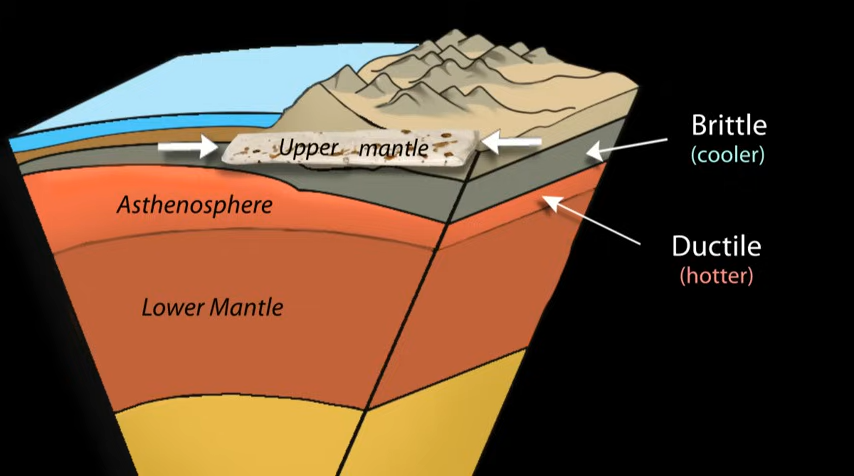 Brittle
(cooler)
Upper mantle
Asthenosphere
Ductile
(hotter)
Lower Mantle